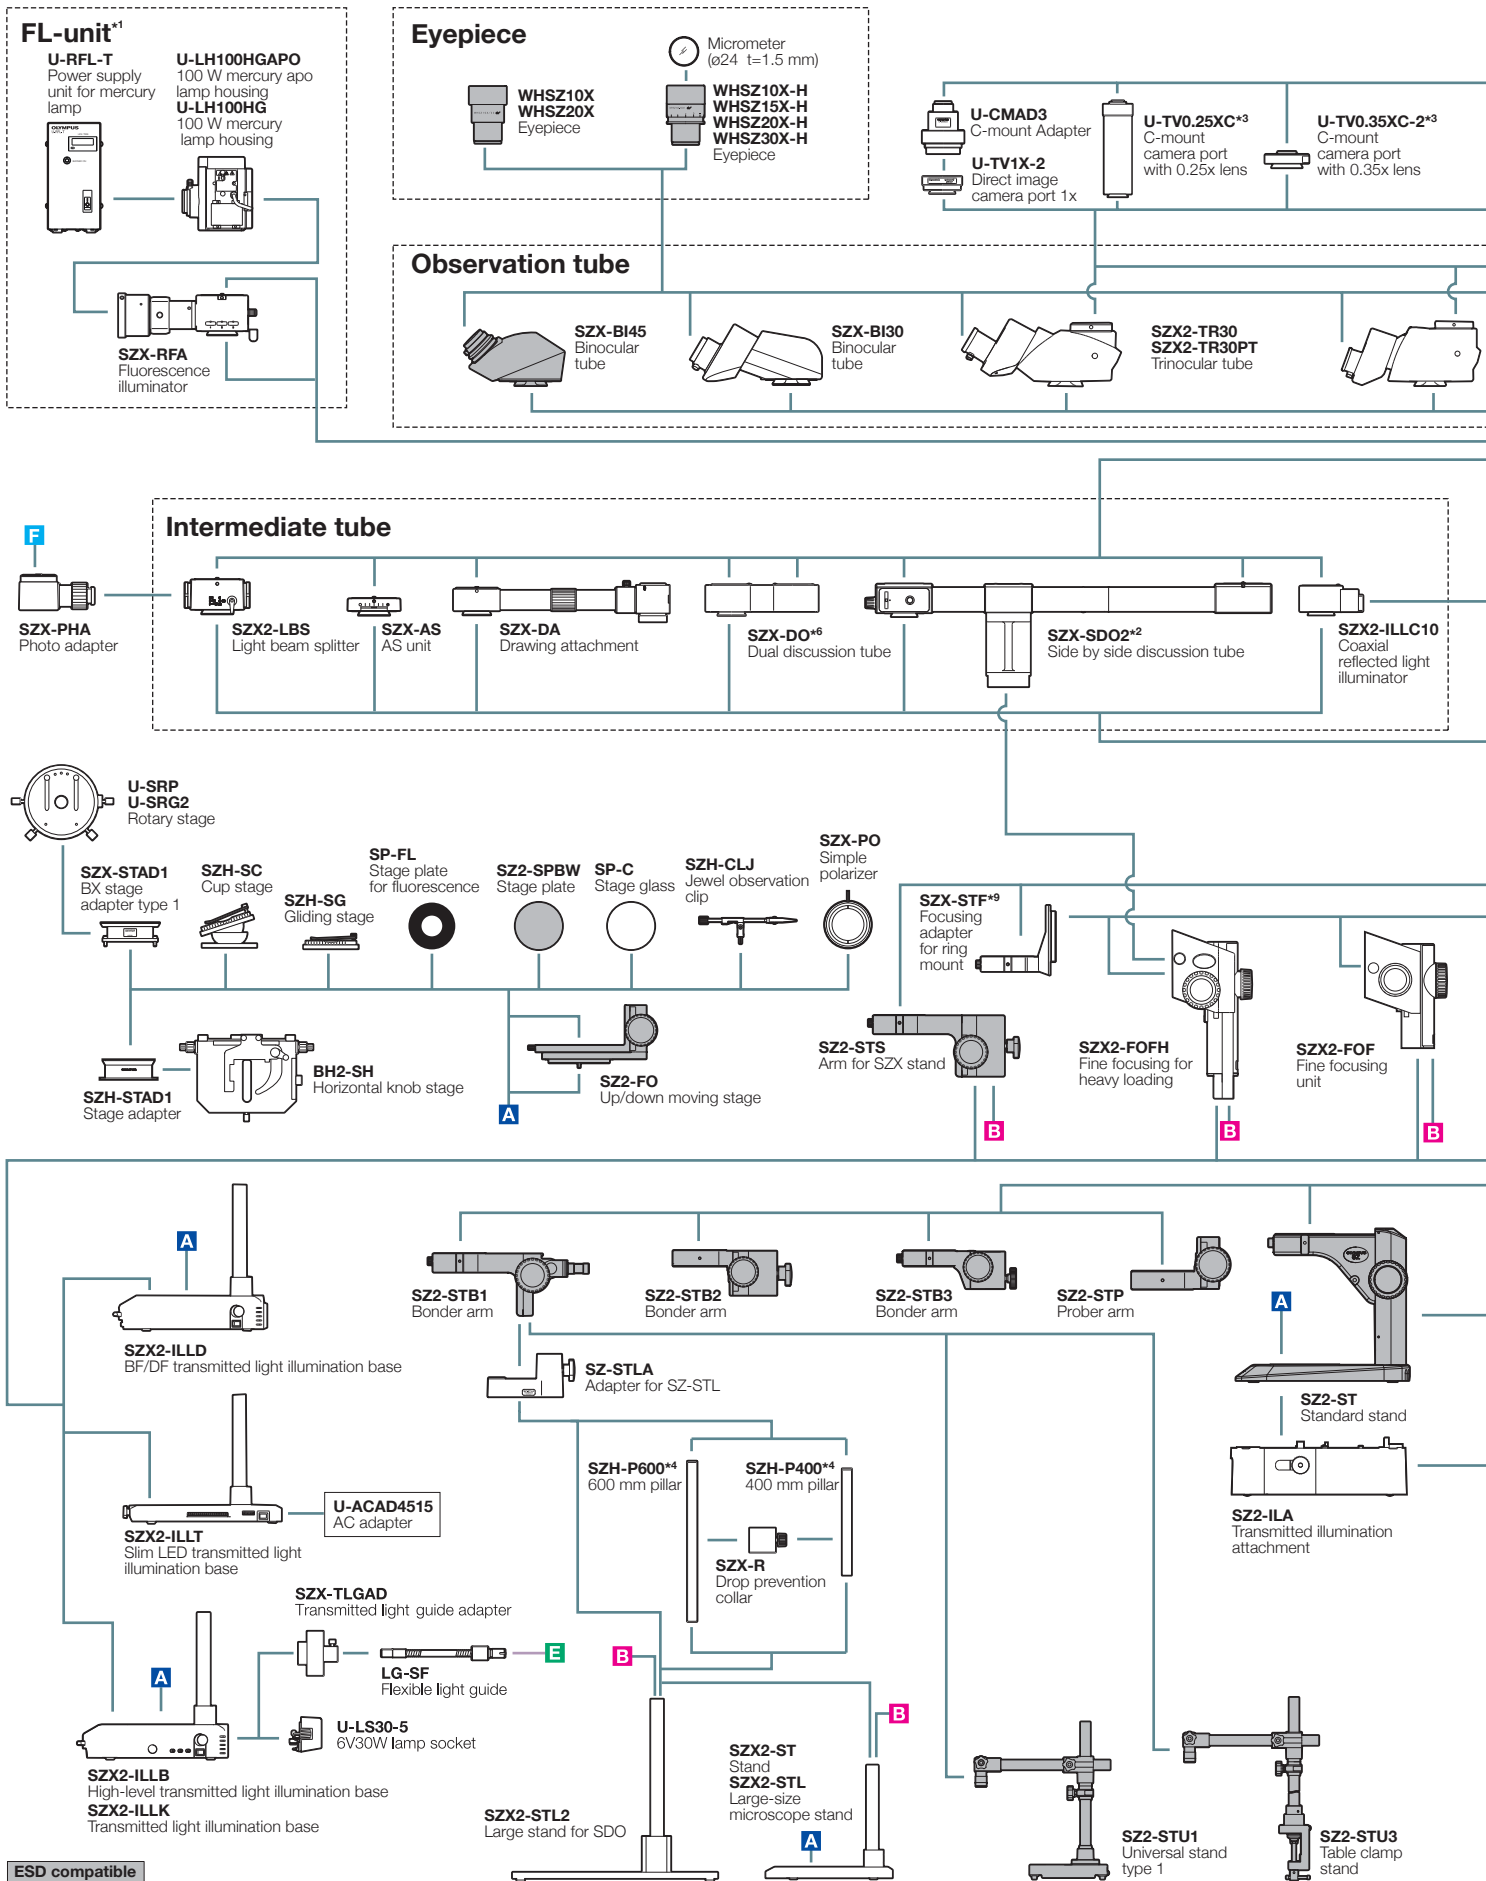 FL-unit*1
U-RFL-T
Power supply
unit for mercury
lamp
U-LH100HGAPO
100 W mercury apo
lamp housing
U-LH100HG
100 W mercury
lamp housing
OLYMPUS
SZX-RFA
Fluorescence
illuminator
Eyepiece
Micrometer
(ø24  t=1.5 mm)
WHSZ10X
WHSZ20X
Eyepiece
WHSZ10X-H
WHSZ15X-H
WHSZ20X-H
WHSZ30X-H
Eyepiece
U-CMAD3
C-mount Adapter
U-TV1X-2
Direct image
camera port 1x
U-TV0.25XC*3
C-mount
camera port
with 0.25x lens
U-TV0.35XC-2*3
C-mount
camera port
with 0.35x lens
Observation tube
SZX-BI45
Binocular
tube
SZX-BI30
Binocular
tube
SZX2-TR30
SZX2-TR30PT
Trinocular tube
Intermediate tube
F
SZX-PHA
Photo adapter
SZX2-LBS
Light beam splitter
SZX-AS
AS unit
SZX-DA
Drawing attachment
SZX-DO*6
Dual discussion tube
SZX-SDO2*2
Side by side discussion tube
SZX2-ILLC10
Coaxial
reflected light
illuminator
U-SRP
U-SRG2
Rotary stage
SZX-STAD1
BX stage
adapter type 1
SZH-SC
Cup stage
SZH-SG
Gliding stage
SP-FL
Stage plate
for fluorescence
SZ2-SPBW
Stage plate
SP-C
Stage glass
SZH-CLJ
Jewel observation
clip
SZX-PO
Simple
polarizer
SZX-STF*9
Focusing
adapter
for ring
mount
SZH-STAD1
Stage adapter
BH2-SH
Horizontal knob stage
SZ2-FO
Up/down moving stage
A
SZ2-STS
Arm for SZX stand
B
SZX2-FOFH
Fine focusing for
heavy loading
B
SZX2-FOF
Fine focusing
unit
B
A
SZX2-ILLD
BF/DF transmitted light illumination base
SZ2-STB1
Bonder arm
SZ2-STB2
Bonder arm
SZ2-STB3
Bonder arm
SZ2-STP
Prober arm
A
SZ2-ST
Standard stand
SZ-STLA
Adapter for SZ-STL
SZH-P600*4
600 mm pillar
SZH-P400*4
400 mm pillar
SZX-R
Drop prevention
collar
SZ2-ILA
Transmitted illumination
attachment
SZX2-ILLT
Slim LED transmitted light
illumination base
U-ACAD4515
AC adapter
SZX-TLGAD
Transmitted light guide adapter
LG-SF
Flexible light guide
E
A
U-LS30-5
6V30W lamp socket
SZX2-ILLB
High-level transmitted light illumination base
SZX2-ILLK
Transmitted light illumination base
B
SZX2-STL2
Large stand for SDO
B
SZX2-ST
Stand
SZX2-STL
Large-size
microscope stand
A
SZ2-STU1
Universal stand
type 1
SZ2-STU3
Table clamp
stand
ESD compatible